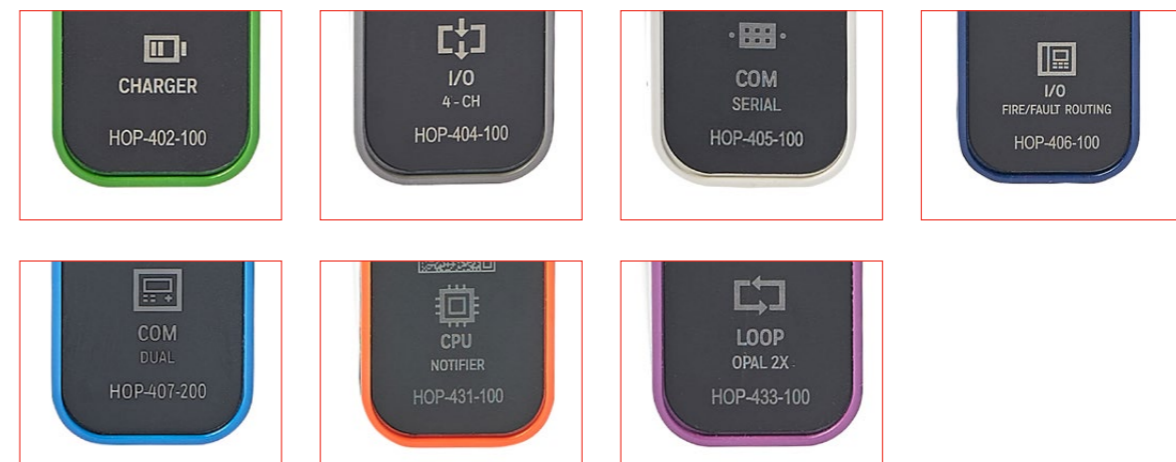 CHARGER
HOP-402-100
I/O
4-CH
HOP-404-100
COM
SERIAL
HOP-405-100
I/O
FIRE/FAULT ROUTING
HOP-406-100
COM
DUAL
HOP-407-200
CPU
NOTIFIER
HOP-431-100
LOOP
OPAL 2X
HOP-433-100